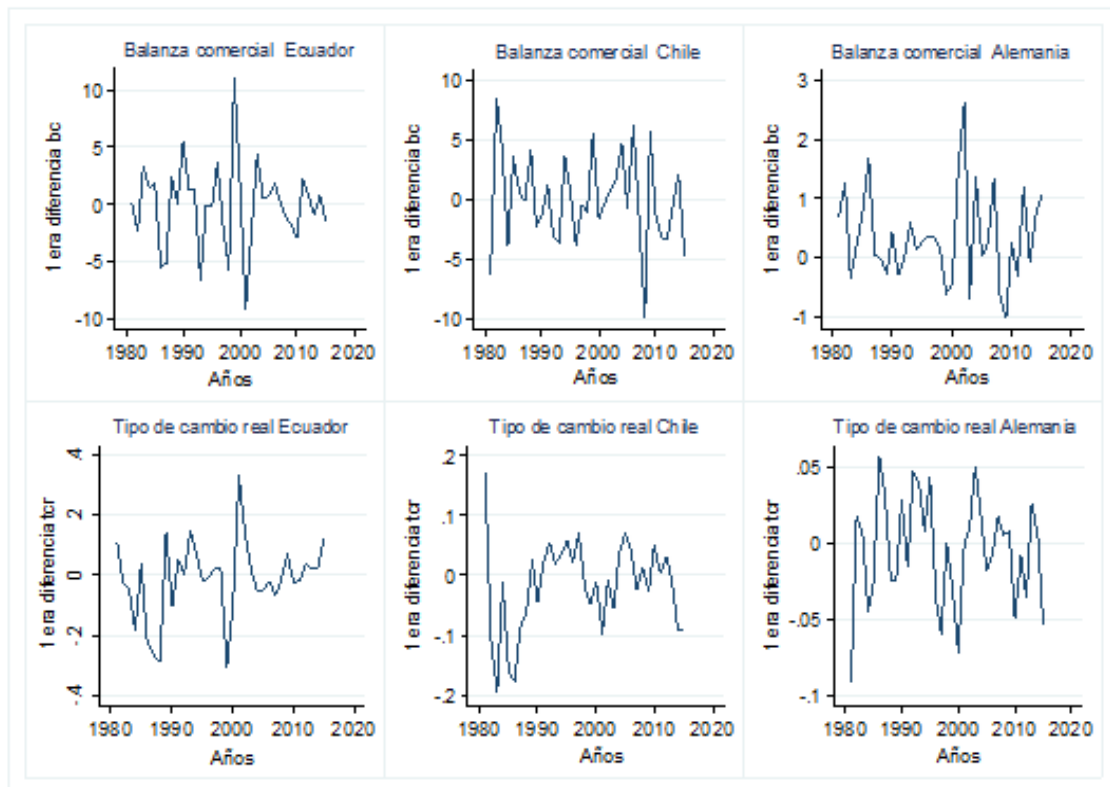 Balanza comercial Ecuador
1 era diferencia bc
10
5
0
-5
-10
1980 1990 2000 2010 2020
Años
Balanza comercial Chile
1 era diferencia bc
10
5
0
-5
-10
1980 1990 2000 2010 2020
Años
Balanza comercial Alemania
1 era diferencia bc
3
2
1
0
-1
1980 1990 2000 2010 2020
Años
Tipo de cambio real Ecuador
1 era diferencia tcr
.4
.2
0
-.2
-.4
1980 1990 2000 2010 2020
Años
Tipo de cambio real Chile
1 era diferencia tcr
.2
.1
0
-.1
-.2
1980 1990 2000 2010 2020
Años
Tipo de cambio real Alemania
1 era diferencia tcr
.05
0
-.05
-.1
1980 1990 2000 2010 2020
Años